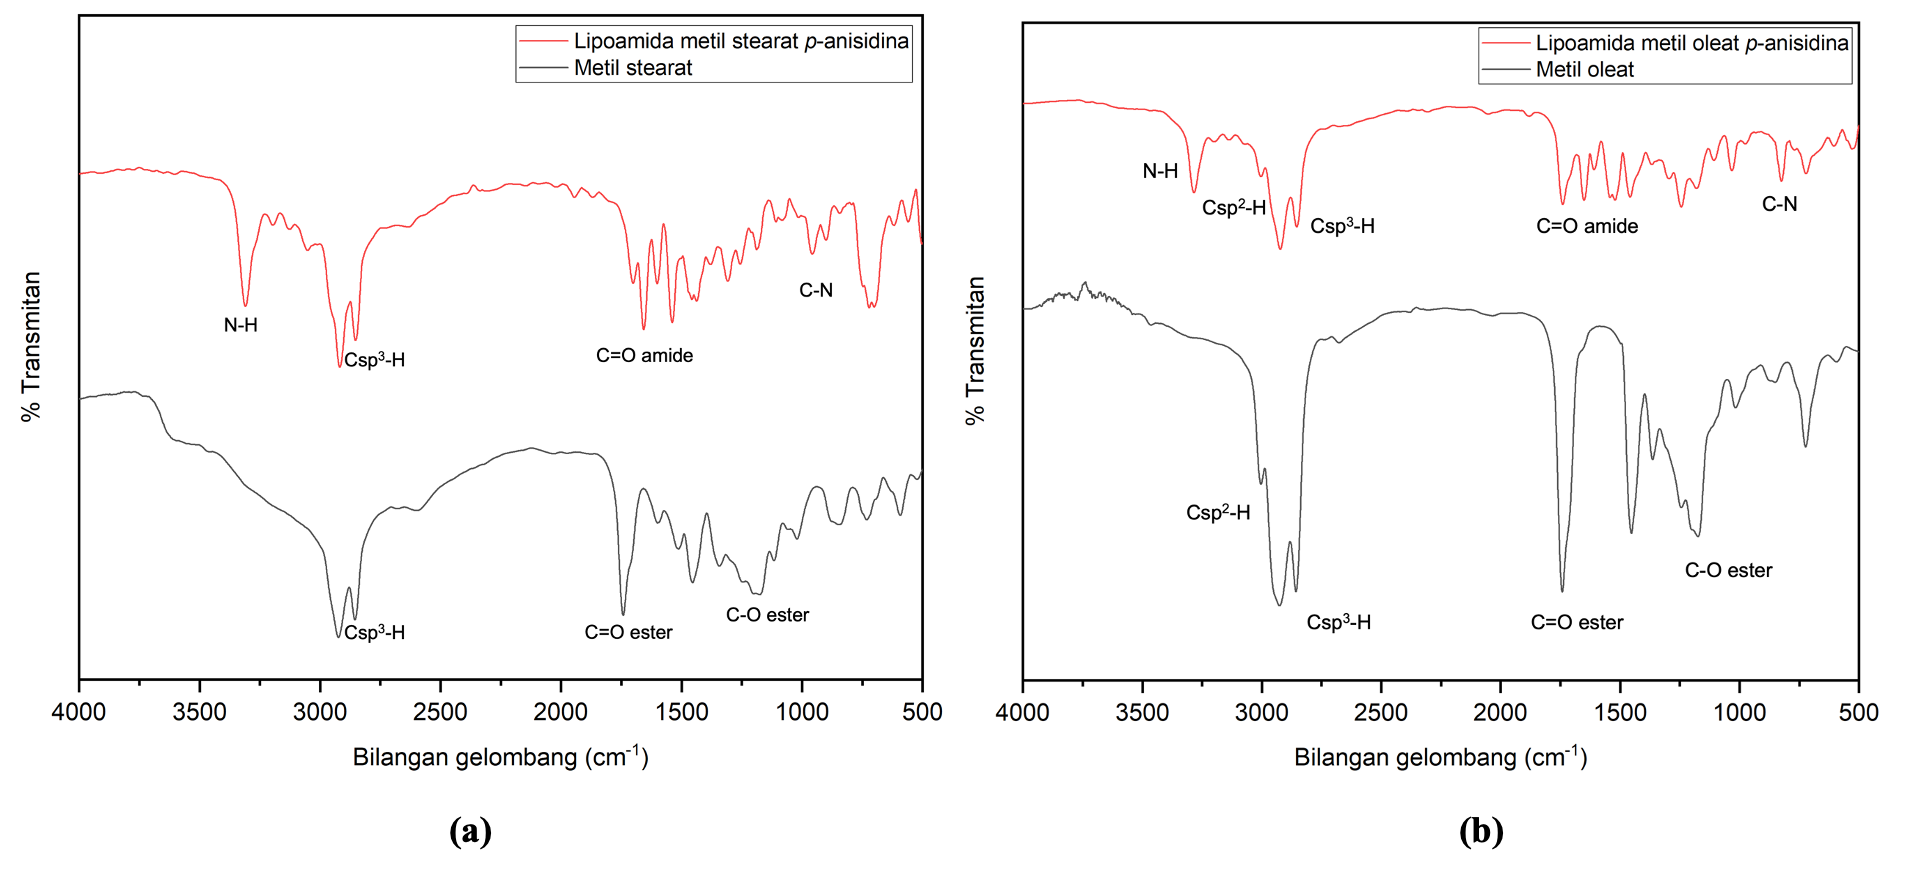 Lipoamida metil stearat p-anisidina
Metil stearat
N-H
Csp³-H
C=O amide
C-N
Csp³-H
C=O ester
C-O ester
% Transmitan
4000 3500 3000 2500 2000 1500 1000 500
Bilangan gelombang (cm⁻¹)
(a)
Lipoamida metil oleat p-anisidina
Metil oleat
N-H
Csp²-H
Csp³-H
C=O amide
C-N
Csp²-H
Csp³-H
C=O ester
C-O ester
% Transmitan
4000 3500 3000 2500 2000 1500 1000 500
Bilangan gelombang (cm⁻¹)
(b)